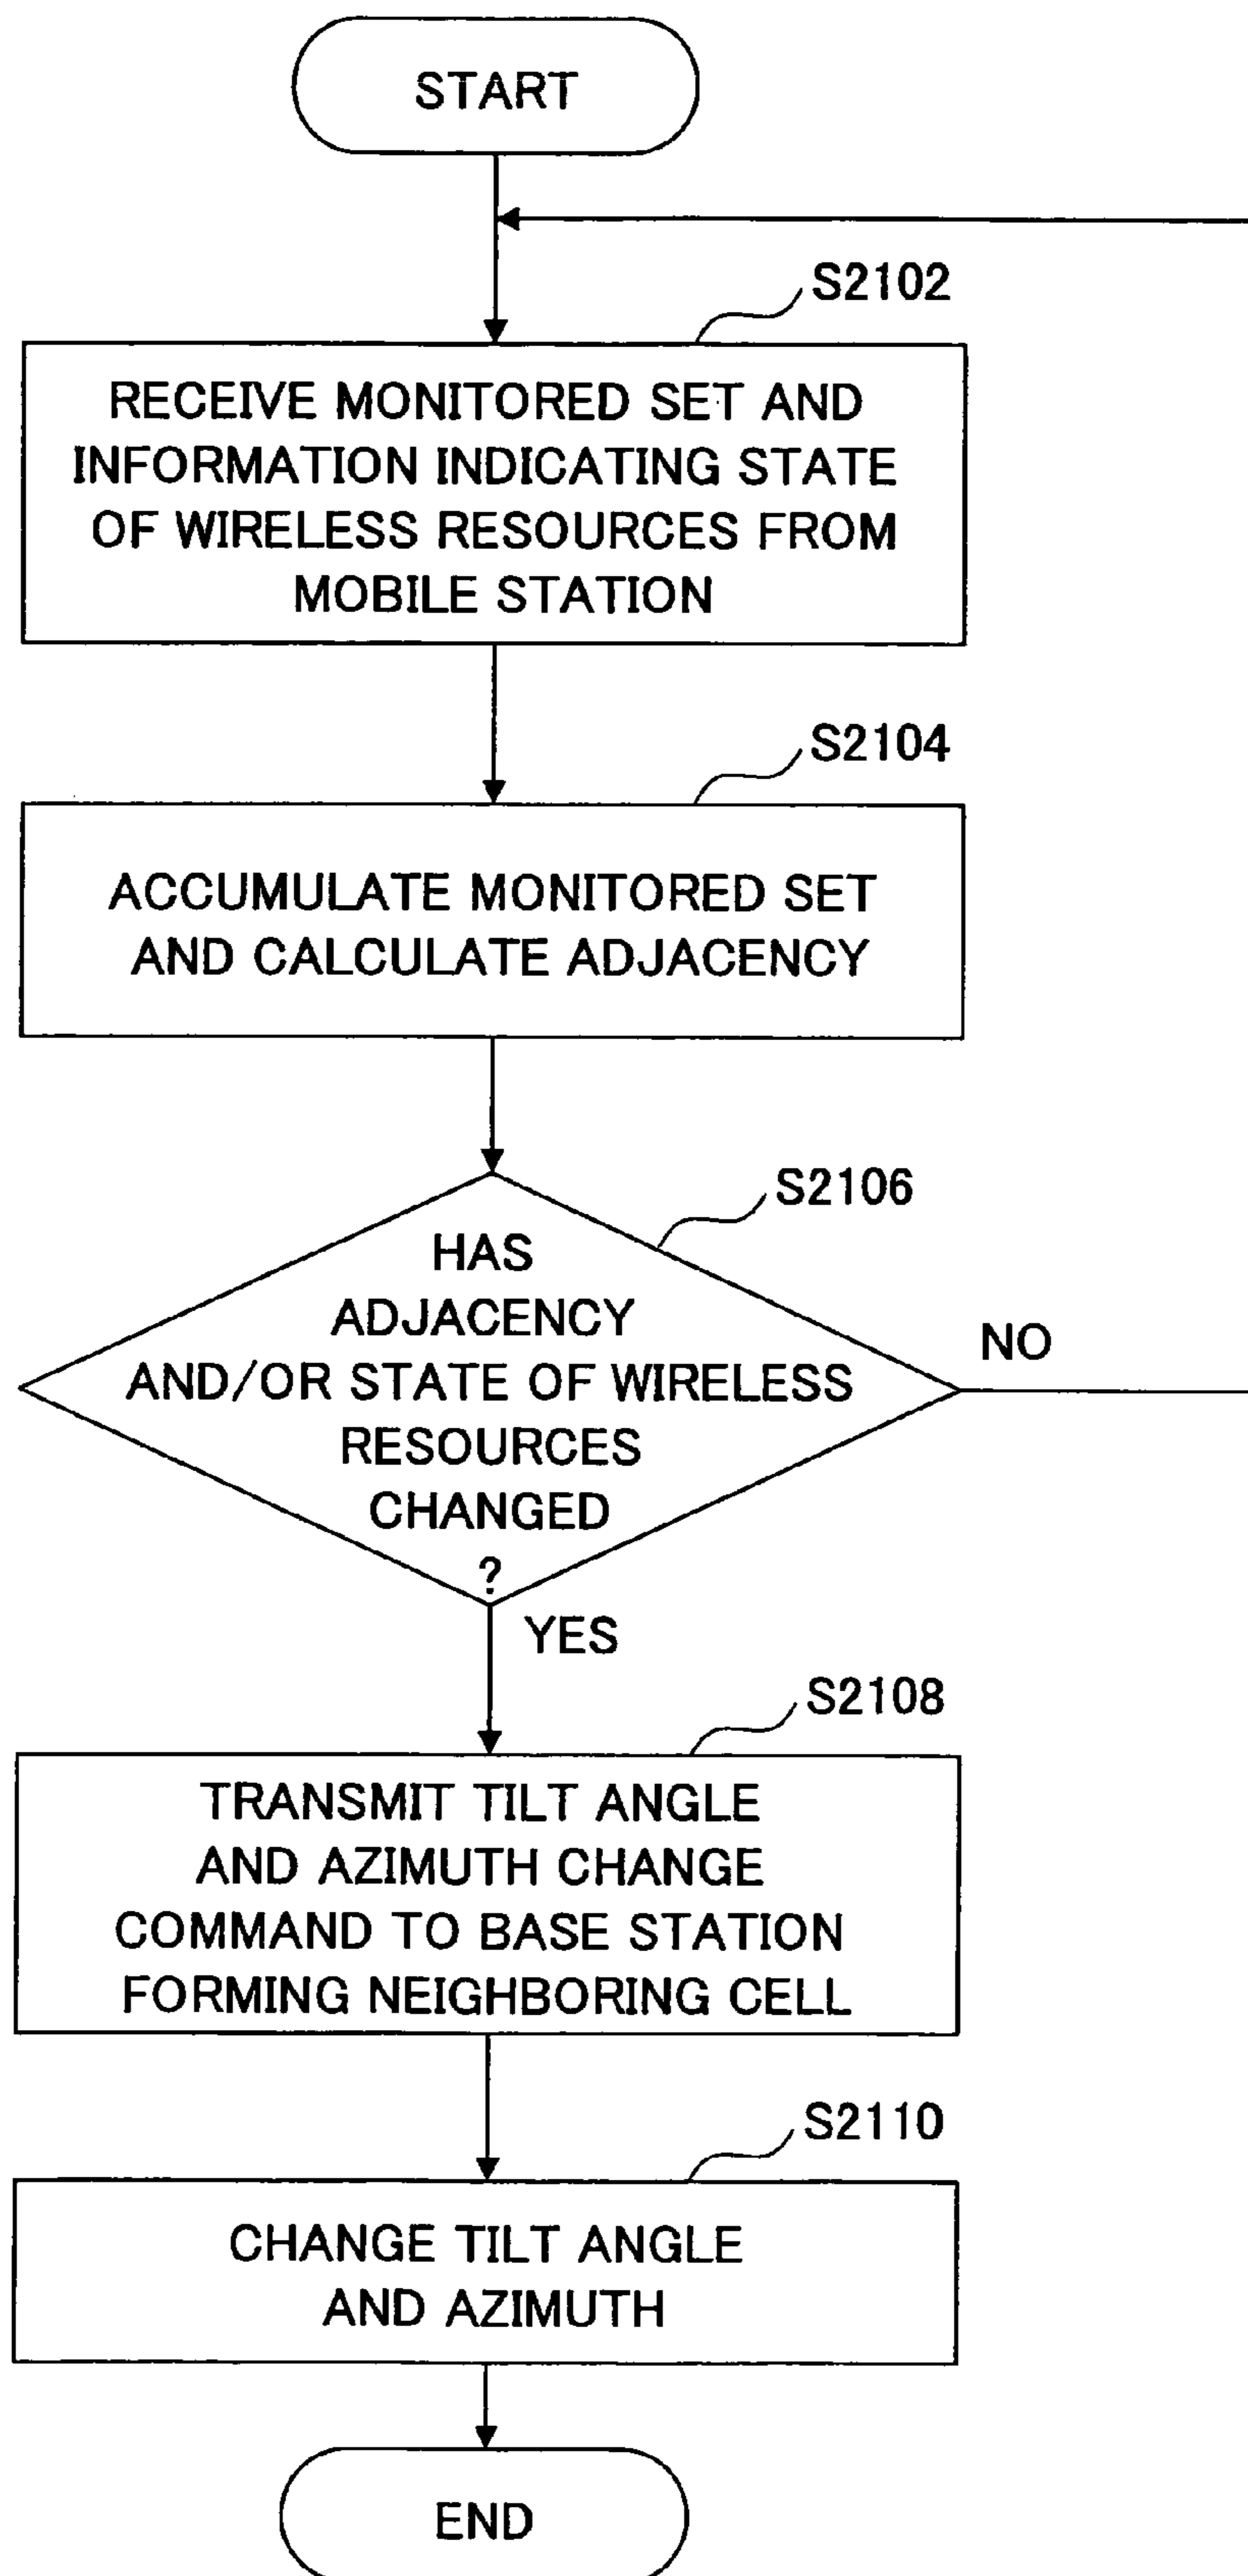 START
S2102
RECEIVE MONITORED SET AND
INFORMATION INDICATING STATE
OF WIRELESS RESOURCES FROM
MOBILE STATION
S2104
ACCUMULATE MONITORED SET
AND CALCULATE ADJACENCY
S2106
HAS
ADJACENCY
AND/OR STATE OF WIRELESS
RESOURCES
CHANGED
?
NO
YES
S2108
TRANSMIT TILT ANGLE
AND AZIMUTH CHANGE
COMMAND TO BASE STATION
FORMING NEIGHBORING CELL
S2110
CHANGE TILT ANGLE
AND AZIMUTH
END